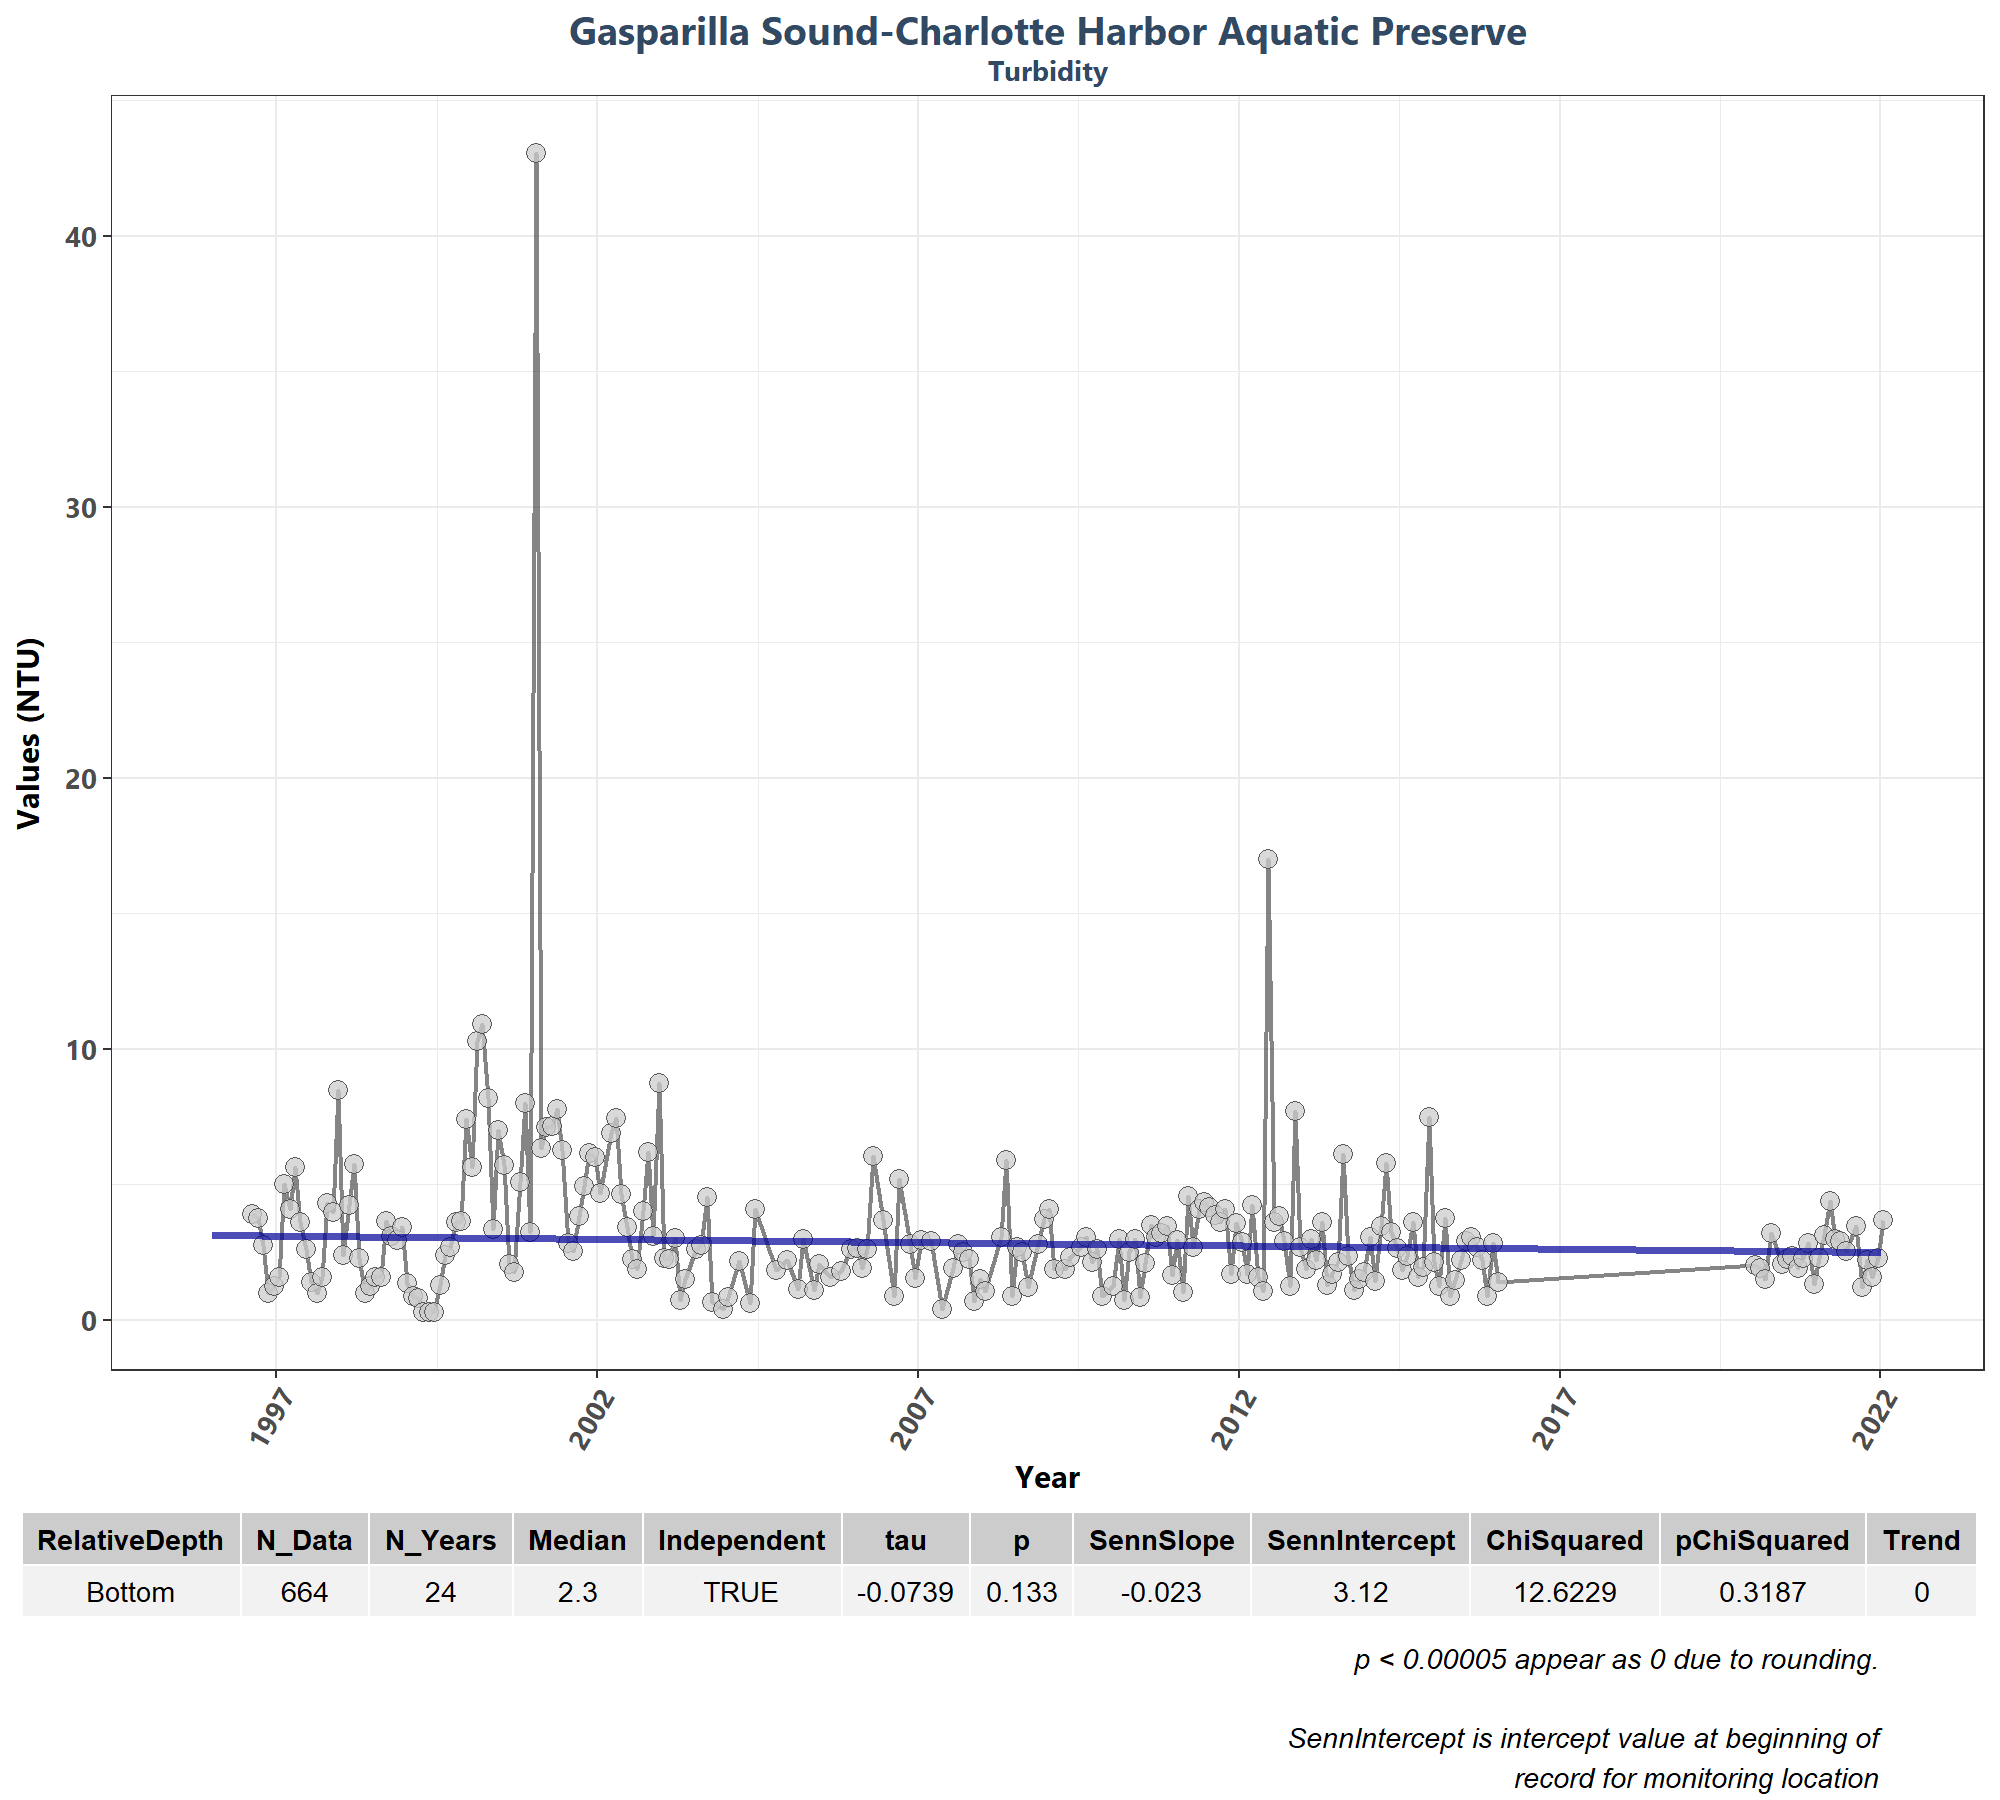 Gasparilla Sound-Charlotte Harbor Aquatic Preserve
Turbidity
Values (NTU)
40
30
20
10
0
1997 2002 2007 2012 2017 2022
Year
RelativeDepth N_Data N_Years Median Independent tau p SennSlope SennIntercept ChiSquared pChiSquared Trend
Bottom 664 24 2.3 TRUE -0.0739 0.133 -0.023 3.12 12.6229 0.3187 0
p < 0.00005 appear as 0 due to rounding.
SennIntercept is intercept value at beginning of
record for monitoring location